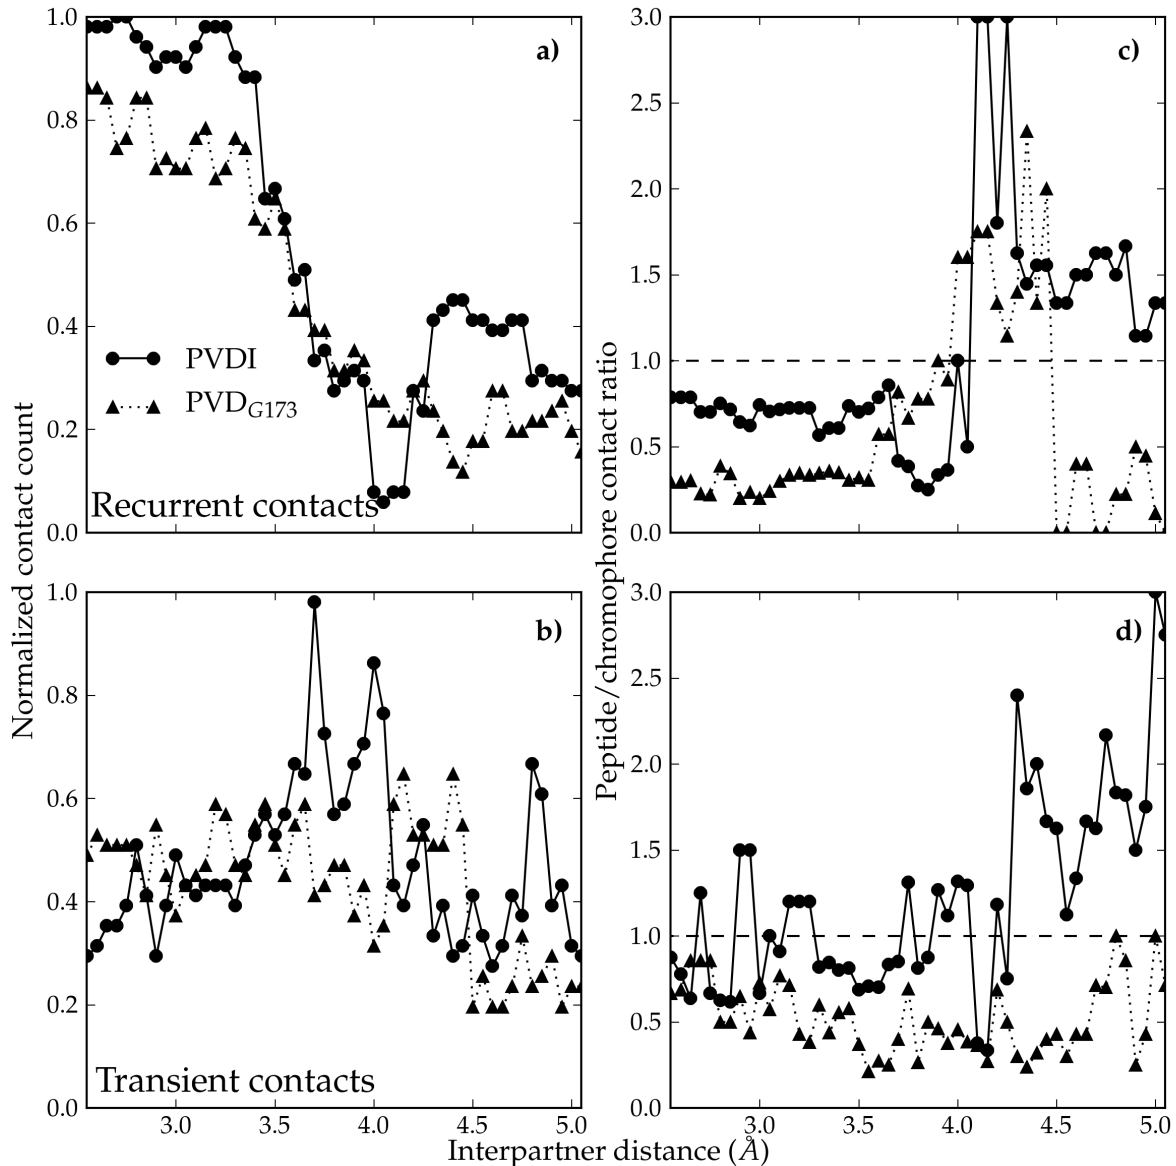 1.0
0.8
0.6
0.4
0.2
0.0
a)
PVDI
PVD_G173
Recurrent contacts
3.0
2.5
2.0
1.5
1.0
0.5
0.0
c)
Normalized contact count
Peptide/chromophore contact ratio
1.0
0.8
0.6
0.4
0.2
0.0
b)
Transient contacts
3.0 3.5 4.0 4.5 5.0
3.0
2.5
2.0
1.5
1.0
0.5
0.0
d)
3.0 3.5 4.0 4.5 5.0
Interpartner distance (Å)